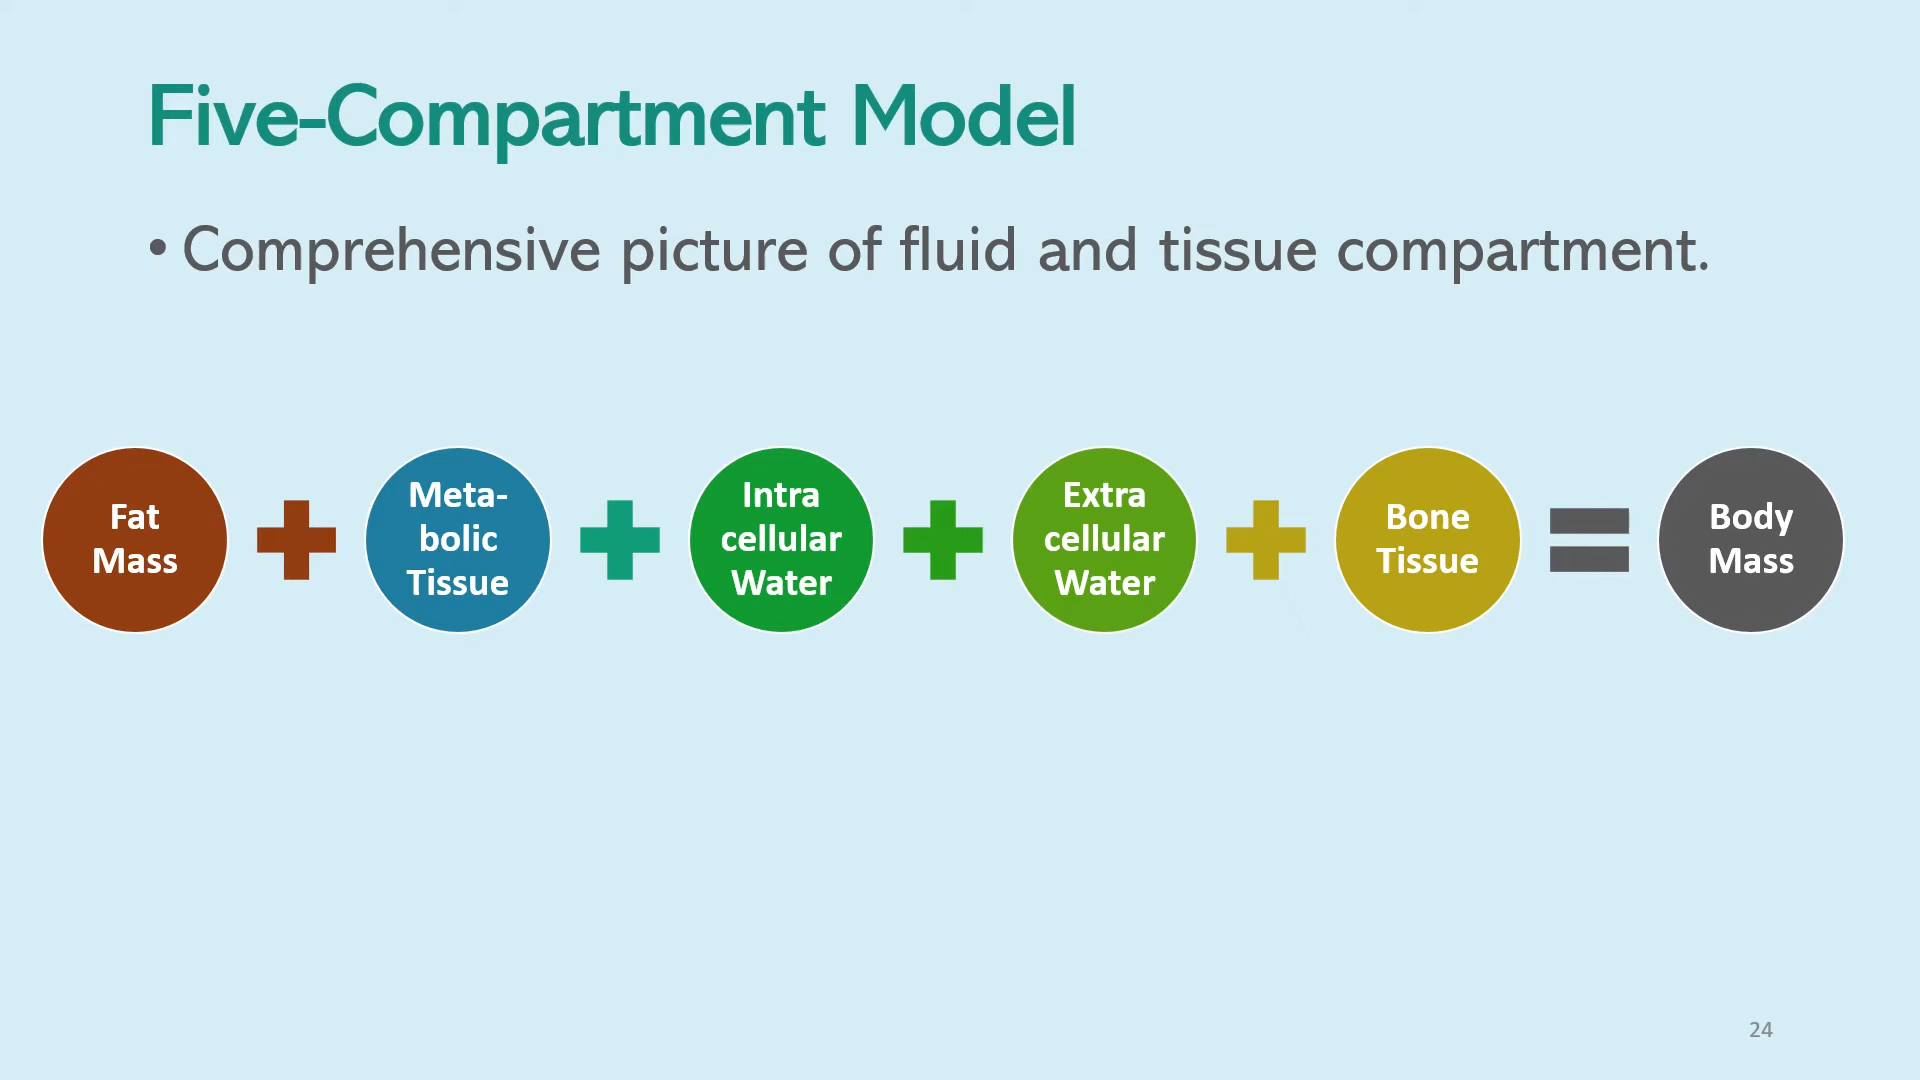 Five-Compartment Model
• Comprehensive picture of fluid and tissue compartment.
Fat
Mass
Meta-
bolic
Tissue
Intra
cellular
Water
Extra
cellular
Water
Bone
Tissue
Body
Mass
24